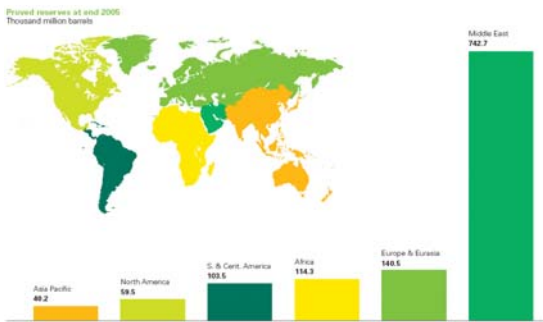 Proved reserves at end 2005
Thousand million barrels
Middle East
742.7
Asia Pacific
40.2
North America
59.5
S. & Cent. America
103.5
Africa
114.3
Europe & Eurasia
140.5